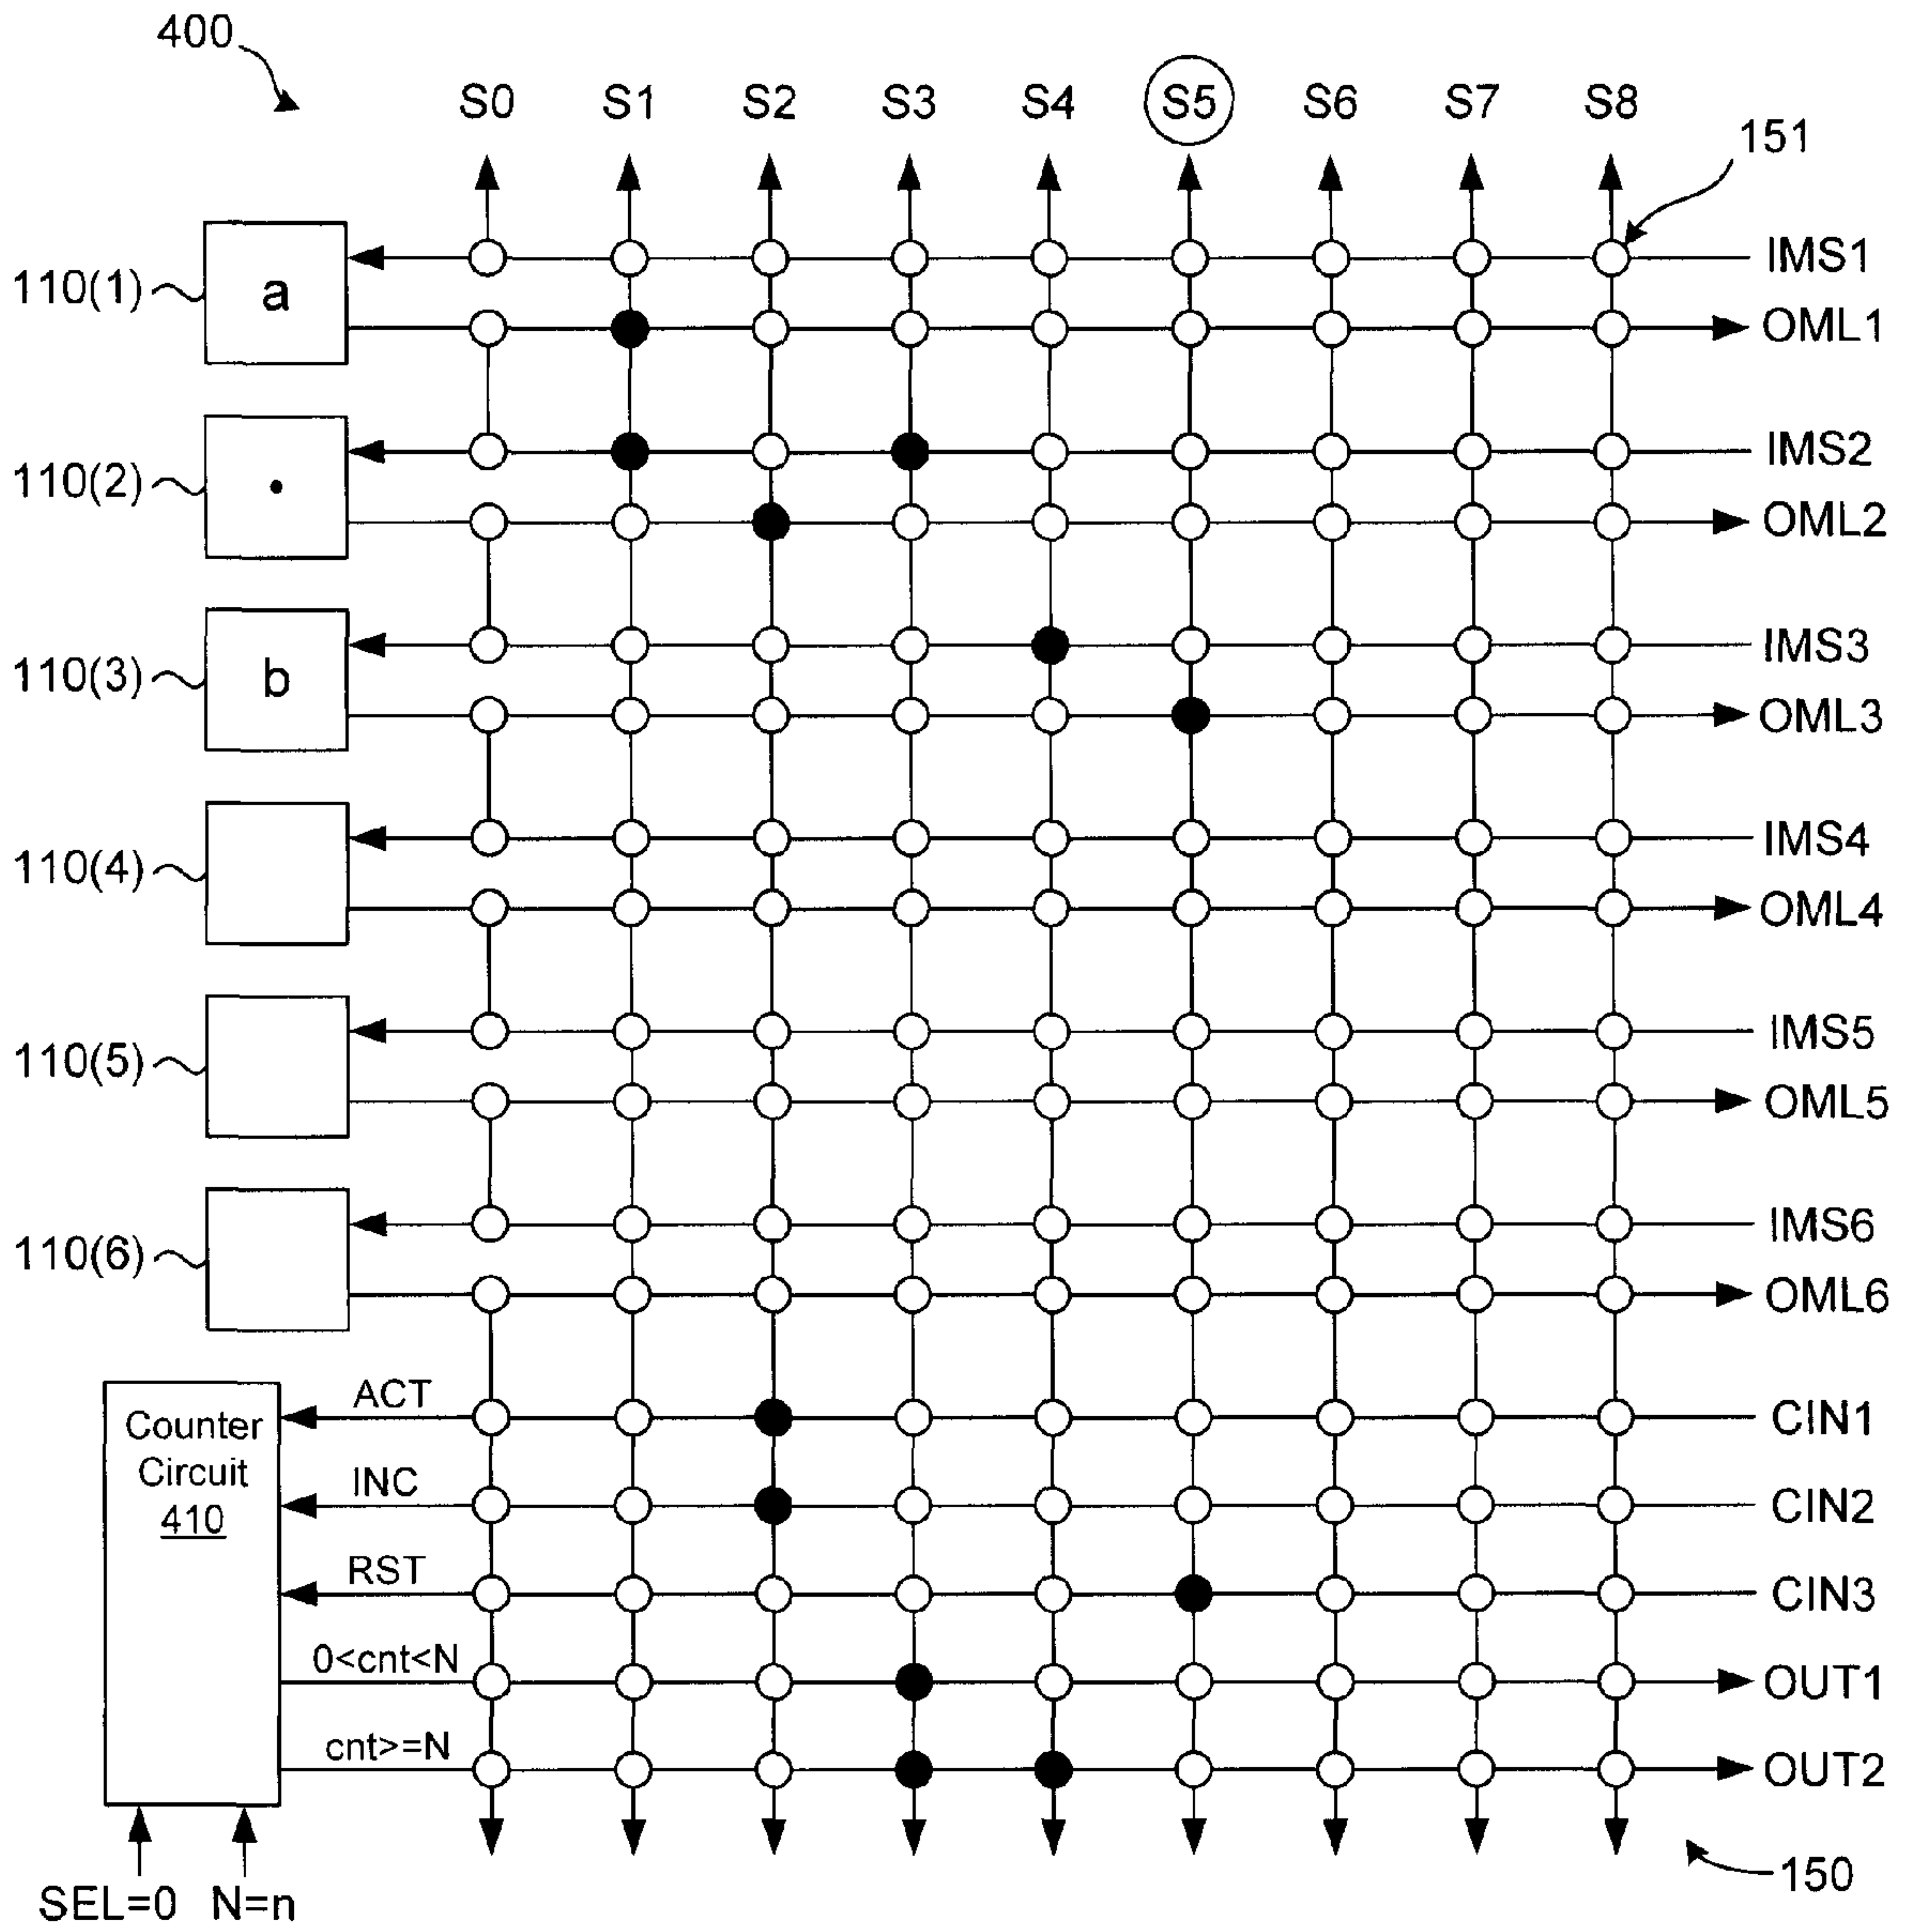 400
S0 S1 S2 S3 S4 S5 S6 S7 S8
151
110(1) a IMS1
OML1
110(2) • IMS2
OML2
110(3) b IMS3
OML3
110(4) IMS4
OML4
110(5) IMS5
OML5
110(6) IMS6
OML6
Counter
Circuit
410
ACT CIN1
INC CIN2
RST CIN3
0<cnt<N OUT1
cnt>=N OUT2
SEL=0 N=n
150